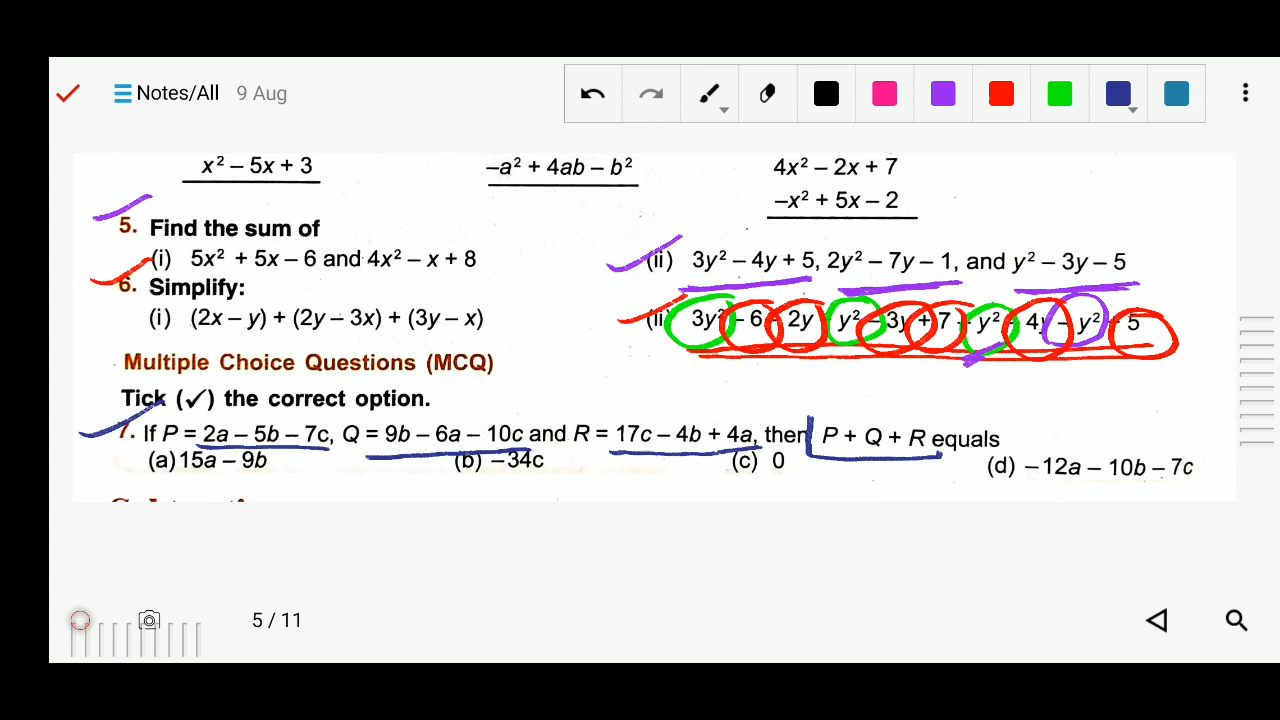 Notes/All 9 Aug
x² – 5x + 3 –a² + 4ab – b² 4x² – 2x + 7
–x² + 5x – 2
5. Find the sum of
(i) 5x² + 5x – 6 and 4x² – x + 8 (ii) 3y² – 4y + 5, 2y² – 7y – 1, and y² – 3y – 5
6. Simplify:
(i) (2x – y) + (2y – 3x) + (3y – x) (ii) 3y² – 6 2y y² – 3y + 7 y² 4y – y² 5
Multiple Choice Questions (MCQ)
Tick (✓) the correct option.
7. If P = 2a – 5b – 7c, Q = 9b – 6a – 10c and R = 17c – 4b + 4a, then P + Q + R equals
(a) 15a – 9b (b) –34c (c) 0 (d) –12a – 10b – 7c
5 / 11